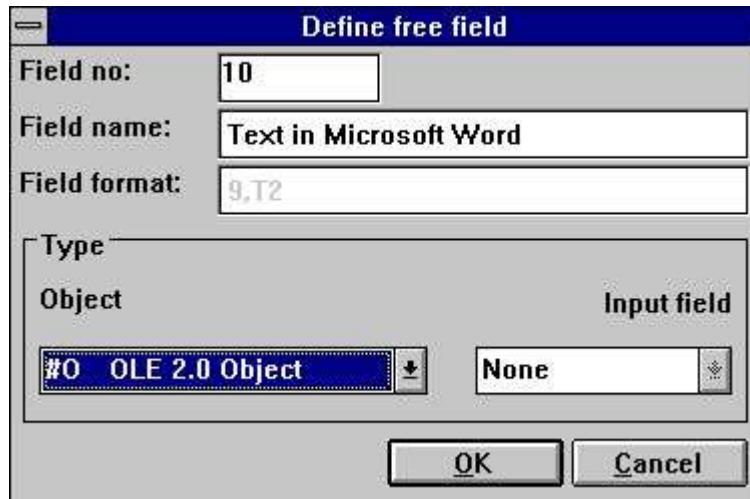 Define free field
Field no: 10
Field name: Text in Microsoft Word
Field format: 9,T2
Type
Object Input field
#O OLE 2.0 Object None
OK Cancel